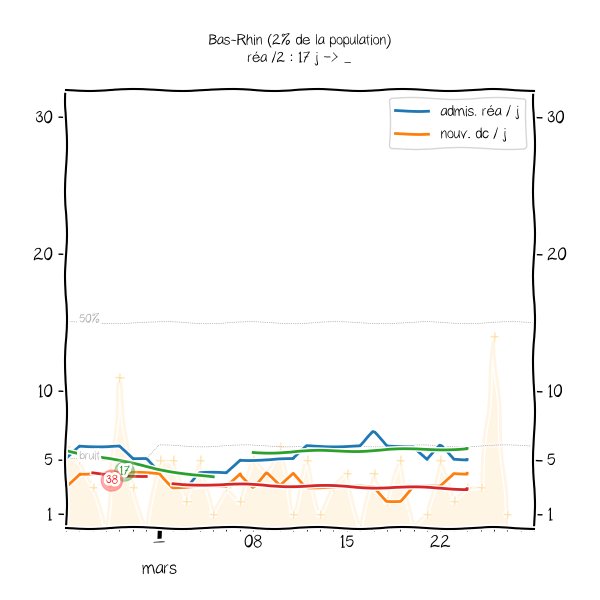 Bas-Rhin (2% de la population)
réa /2 : 17 j -> _
admis. réa / j
nouv. dc / j
30
30
20
20
50%
10
10
bruit
5
5
17
38
1
1
1
08
15
22
mars